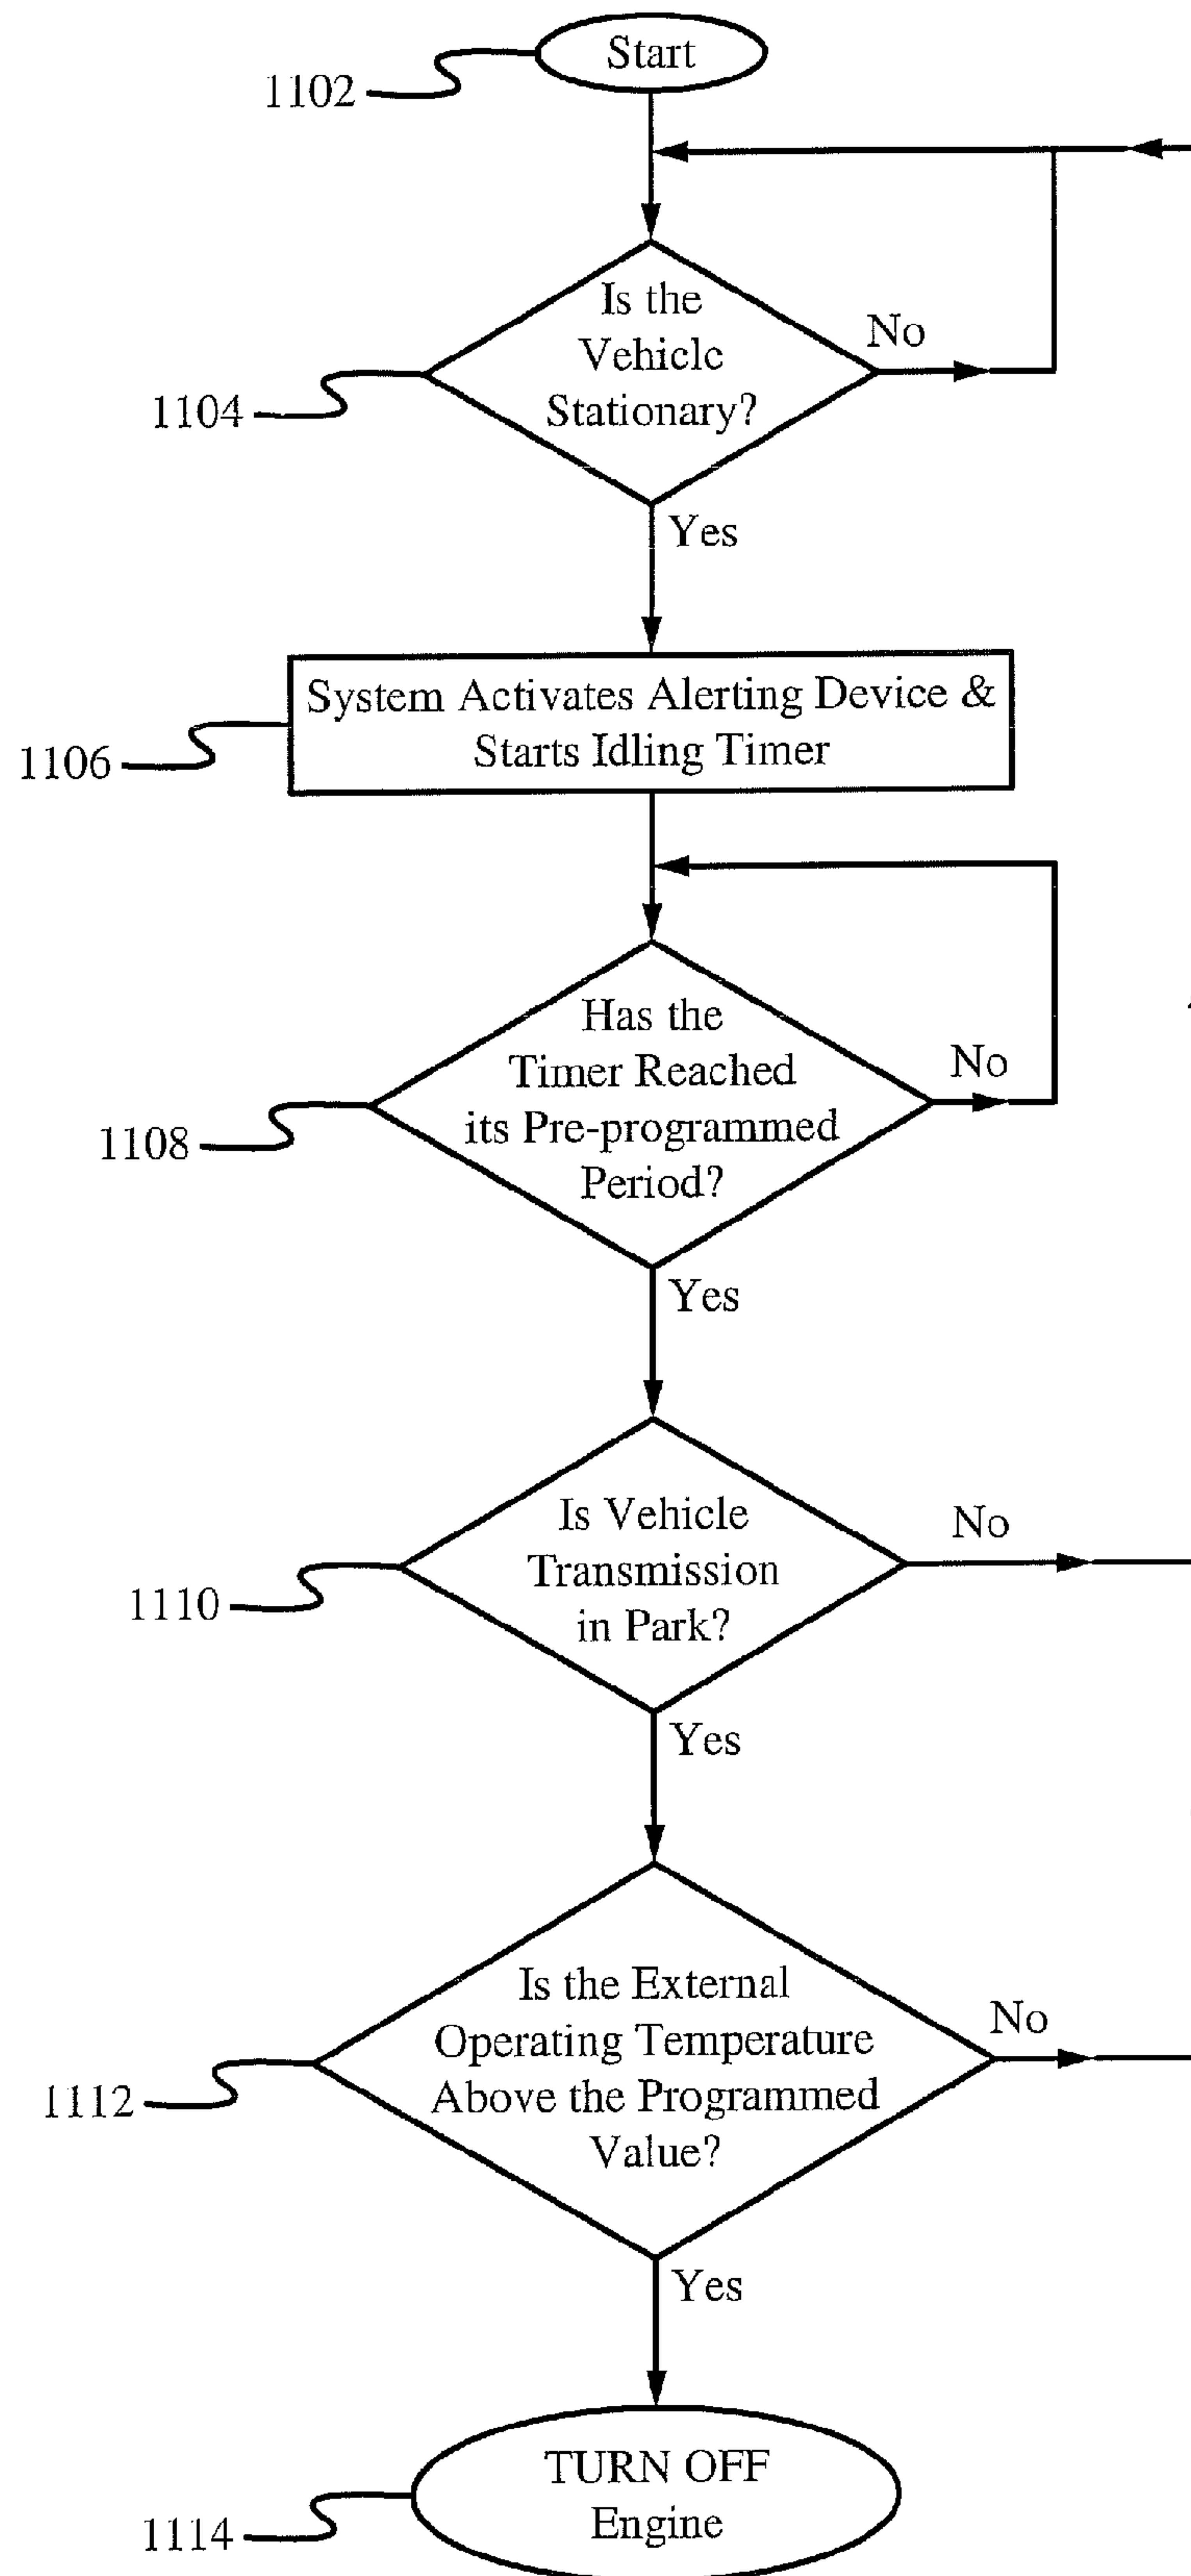 Start
1102
Is the
Vehicle
Stationary?
No
1104
Yes
System Activates Alerting Device &
Starts Idling Timer
1106
Has the
Timer Reached
its Pre-programmed
Period?
No
1108
Yes
Is Vehicle
Transmission
in Park?
No
1110
Yes
Is the External
Operating Temperature
Above the Programmed
Value?
No
1112
Yes
TURN OFF
Engine
1114